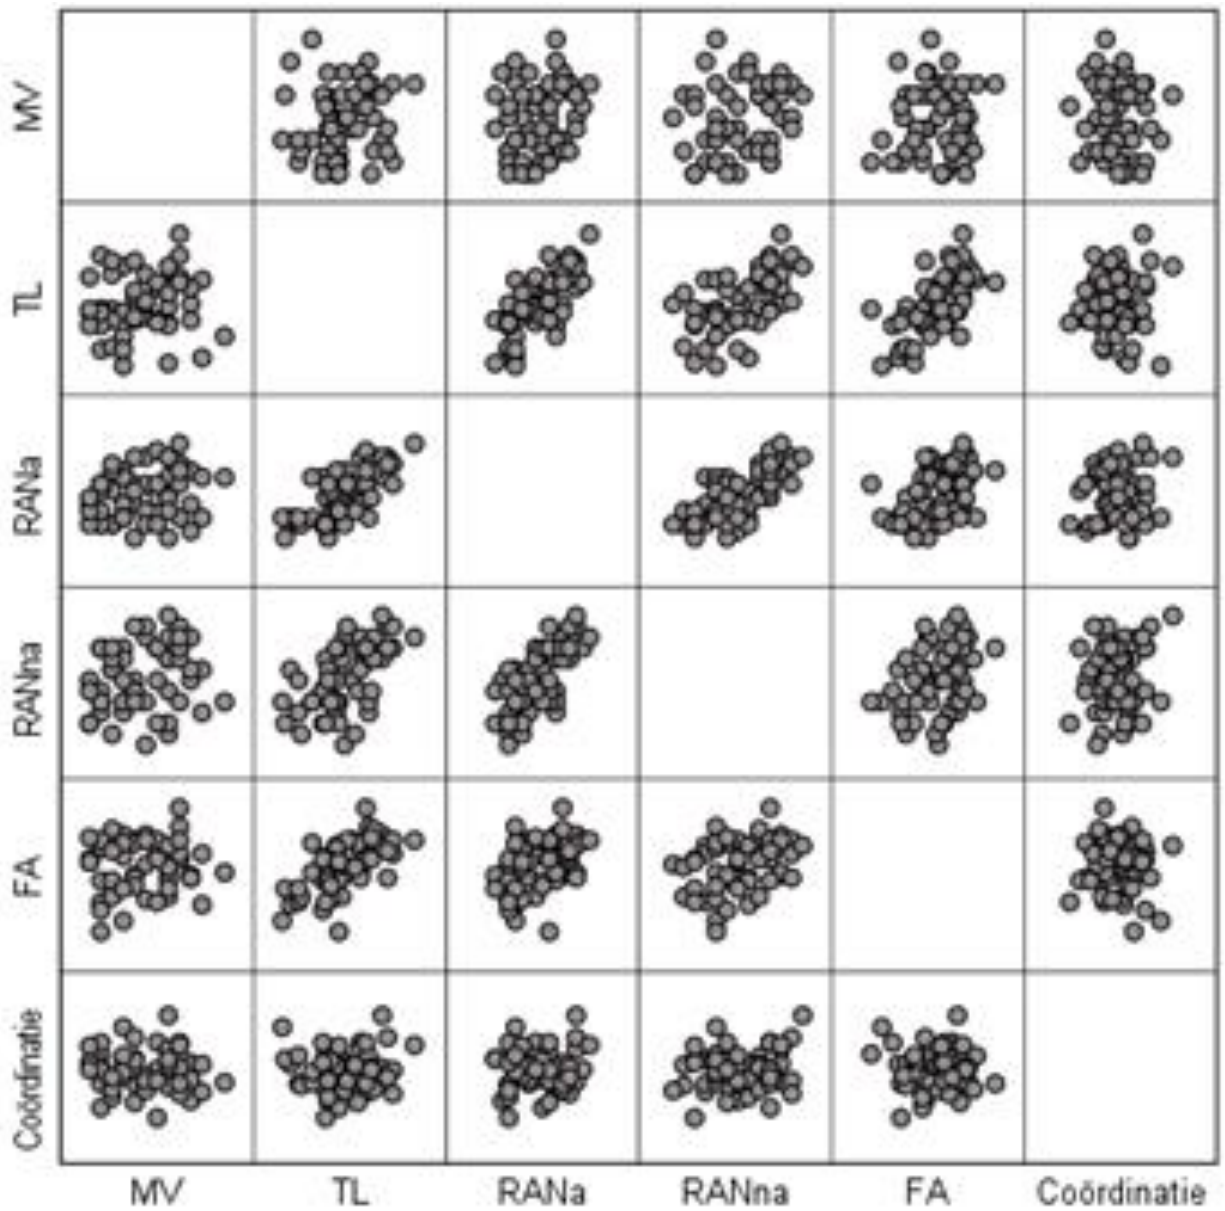 MV
TL
RANa
RANna
FA
Coördinatie
MV TL RANa RANna FA Coördinatie